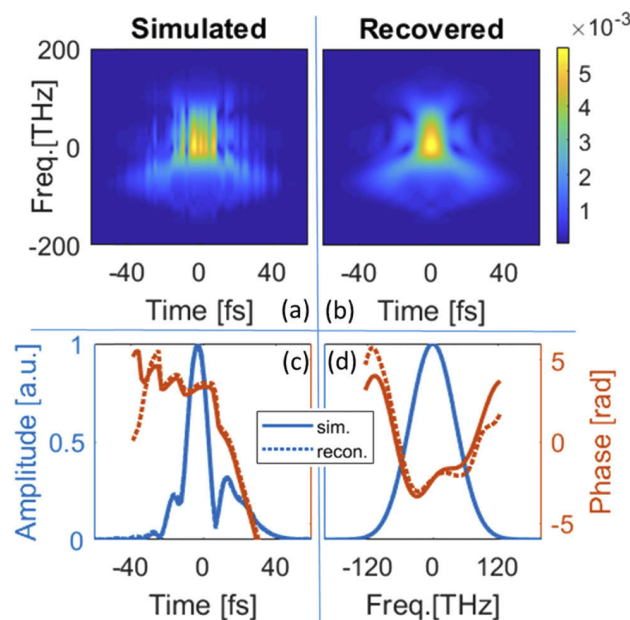 Simulated
Recovered
×10⁻³
200
0
-200
Freq.[THz]
5
4
3
2
1
-40 0 40
-40 0 40
Time [fs]
(a)
(b)
Time [fs]
1
0.5
0
Amplitude [a.u.]
(c)
(d)
sim.
recon.
5
0
-5
Phase [rad]
-40 0 40
-120 0 120
Time [fs]
Freq.[THz]